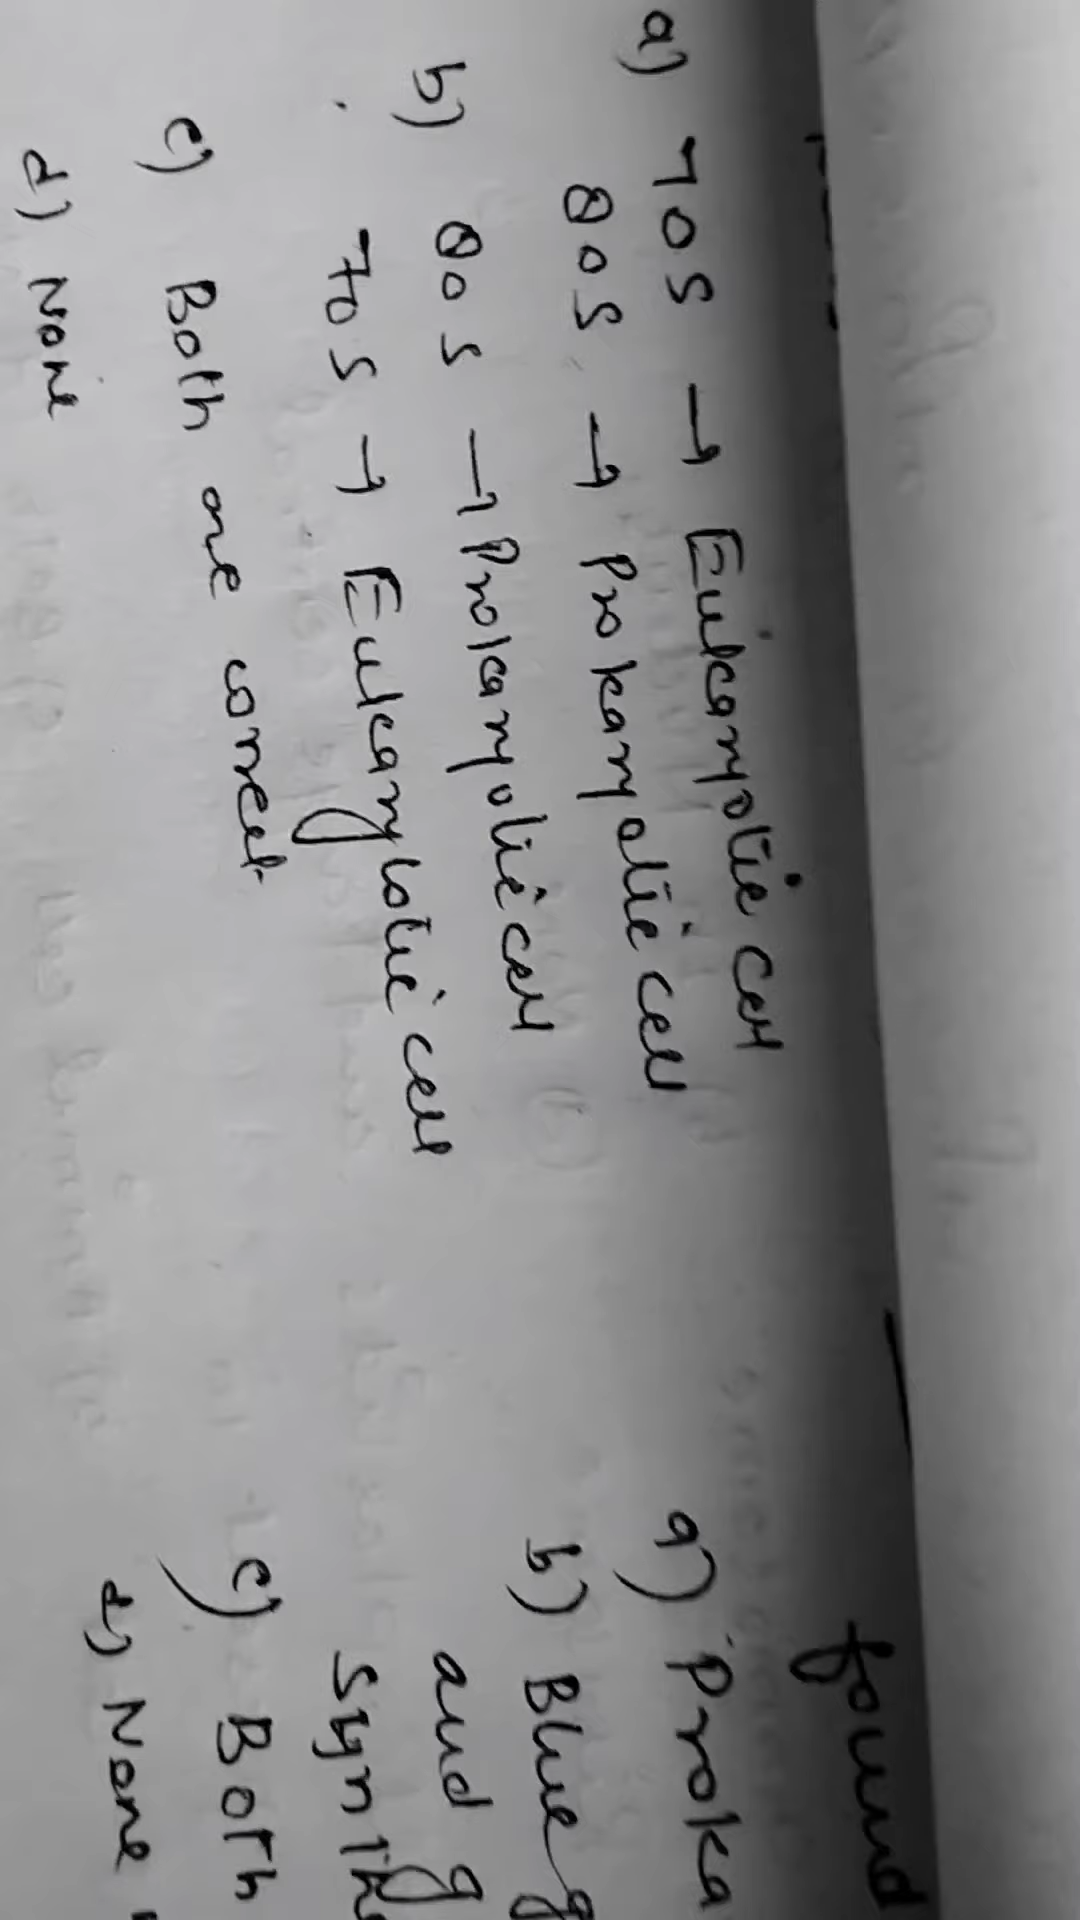 a) 70S → Eukaryotic cell
80S → Prokaryotic cell
b) 80S → Prokaryotic cell
70S → Eukaryotic cell
c) Both are correct.
d) None
found
a) Proka
b) Blue g
and g
Synth
c) Both
d) None